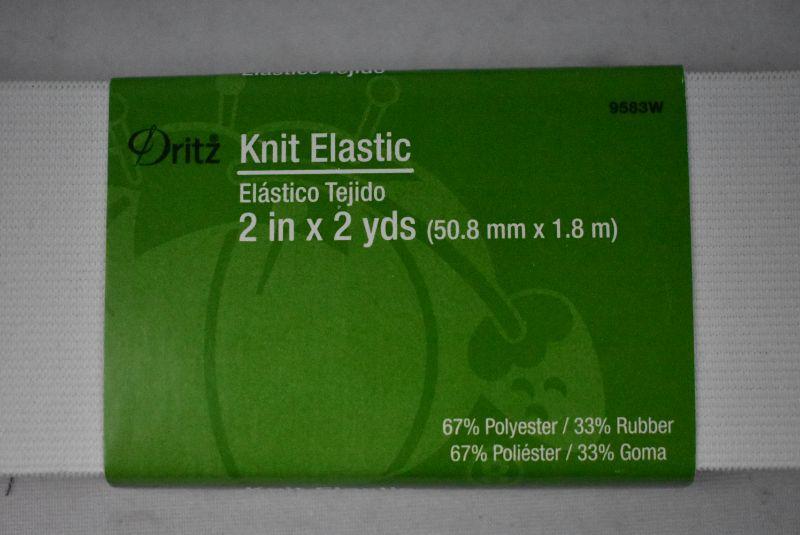 Elástico Tejido
9583W
Dritz Knit Elastic
Elástico Tejido
2 in x 2 yds (50.8 mm x 1.8 m)
67% Polyester / 33% Rubber
67% Poliéster / 33% Goma